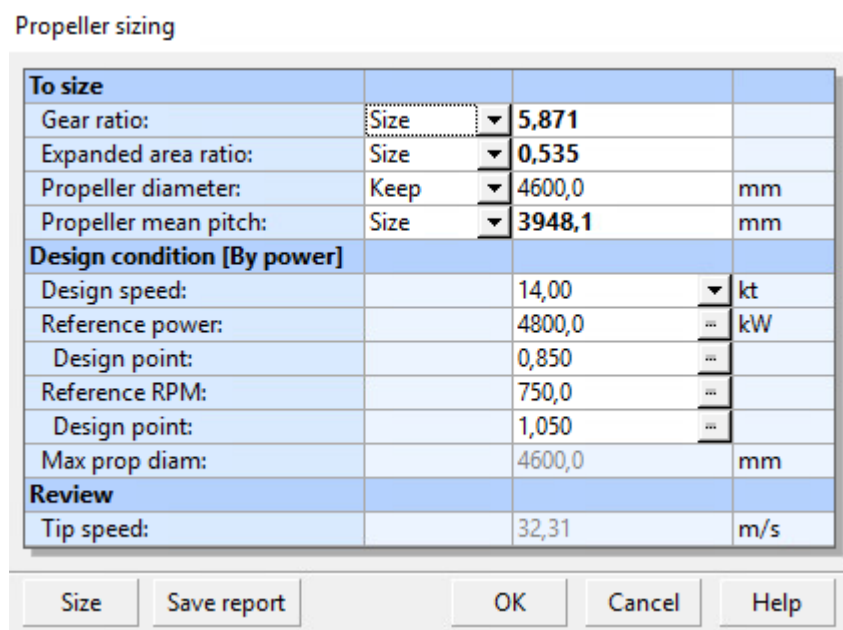 Propeller sizing
To size
Gear ratio: Size 5,871
Expanded area ratio: Size 0,535
Propeller diameter: Keep 4600,0 mm
Propeller mean pitch: Size 3948,1 mm
Design condition [By power]
Design speed: 14,00 kt
Reference power: 4800,0 ... kW
Design point: 0,850 ...
Reference RPM: 750,0 ...
Design point: 1,050 ...
Max prop diam: 4600,0 mm
Review
Tip speed: 32,31 m/s
Size Save report OK Cancel Help